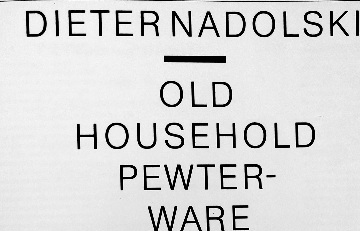 DIETER NADOLSKI
OLD
HOUSEHOLD
PEWTER-
WARE